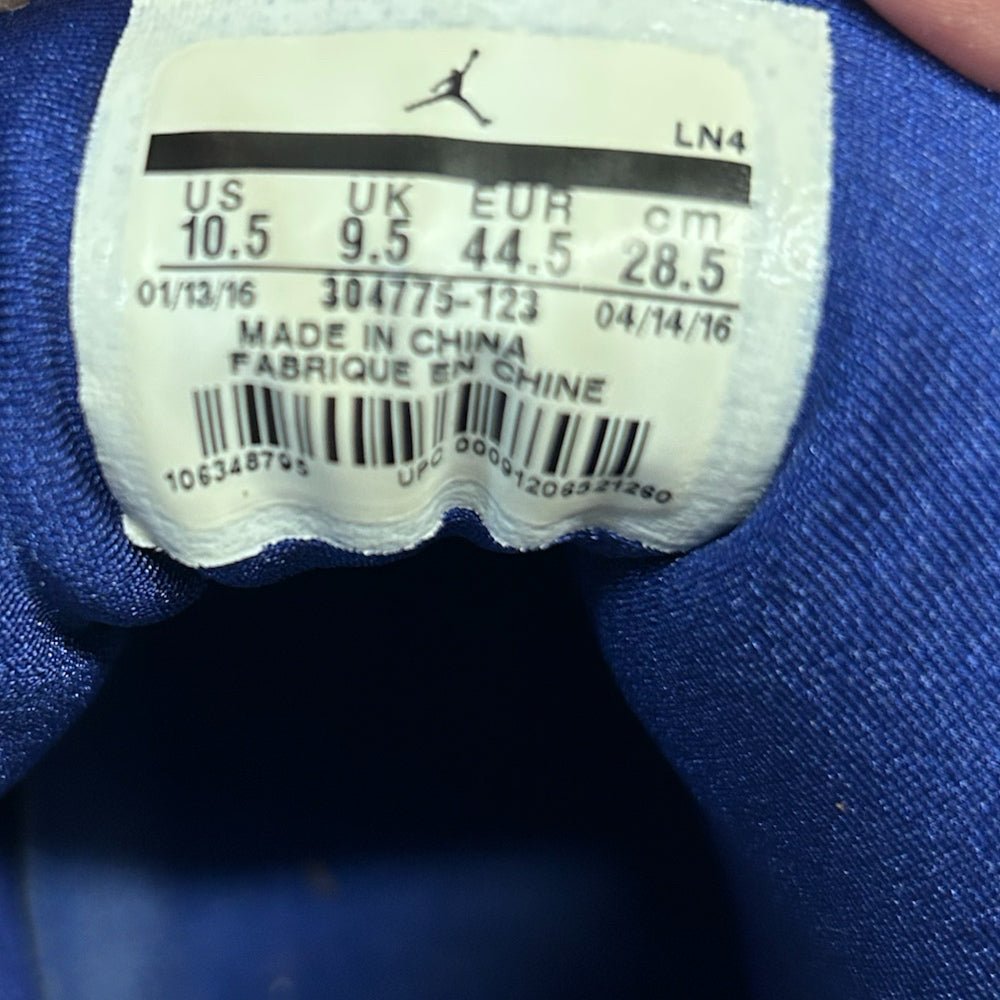 LN4
US UK EUR cm
10.5 9.5 44.5 28.5
01/13/16 304775-123 04/14/16
MADE IN CHINA
FABRIQUE EN CHINE
106348795 UPC 00091206321260